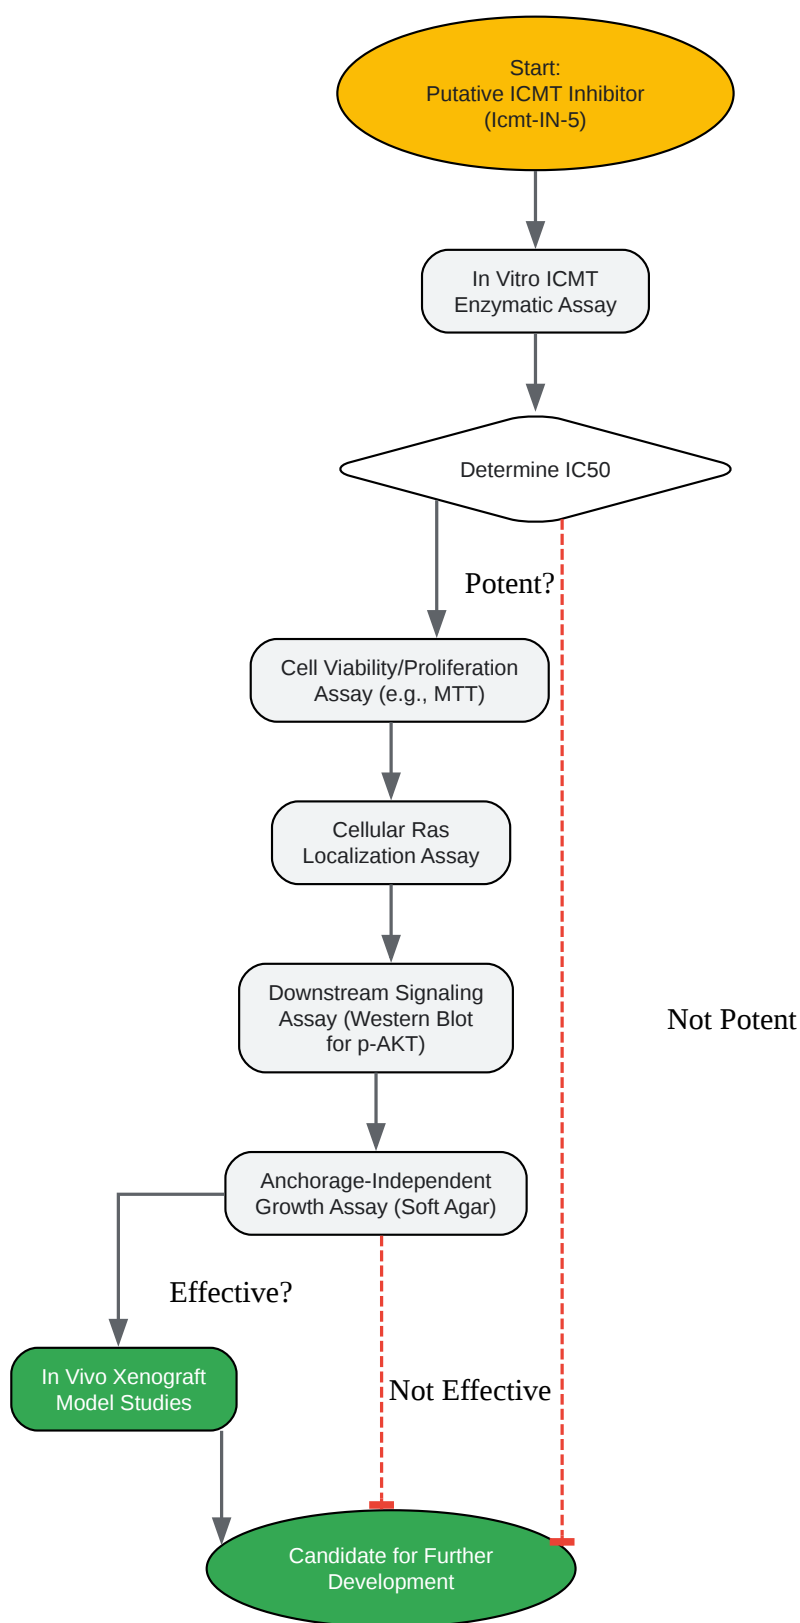 Start:
Putative ICMT Inhibitor
(Icmt-IN-5)
In Vitro ICMT
Enzymatic Assay
Determine IC50
Potent?
Cell Viability/Proliferation
Assay (e.g., MTT)
Cellular Ras
Localization Assay
Downstream Signaling
Assay (Western Blot
for p-AKT)
Not Potent
Anchorage-Independent
Growth Assay (Soft Agar)
Effective?
In Vivo Xenograft
Model Studies
Not Effective
Candidate for Further
Development